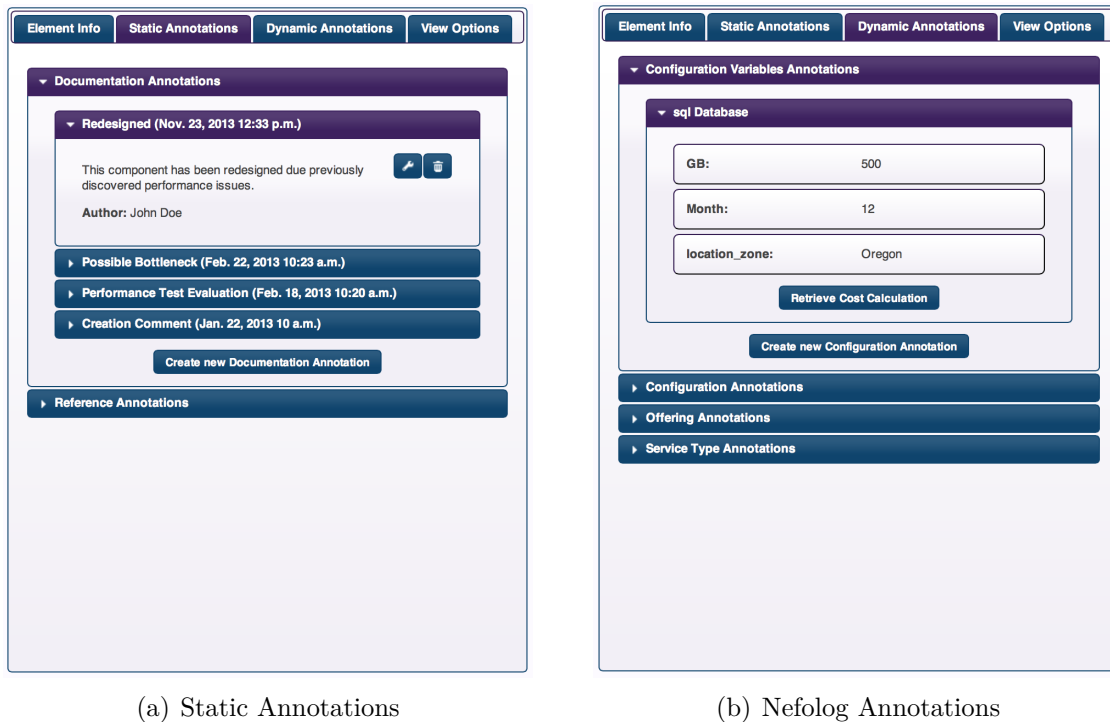 Element Info
Static Annotations
Dynamic Annotations
View Options
Documentation Annotations
Redesigned (Nov. 23, 2013 12:33 p.m.)
This component has been redesigned due previously
discovered performance issues.
Author: John Doe
Possible Bottleneck (Feb. 22, 2013 10:23 a.m.)
Performance Test Evaluation (Feb. 18, 2013 10:20 a.m.)
Creation Comment (Jan. 22, 2013 10 a.m.)
Create new Documentation Annotation
Reference Annotations
(a) Static Annotations
Element Info
Static Annotations
Dynamic Annotations
View Options
Configuration Variables Annotations
sql Database
GB: 500
Month: 12
location_zone: Oregon
Retrieve Cost Calculation
Create new Configuration Annotation
Configuration Annotations
Offering Annotations
Service Type Annotations
(b) Nefolog Annotations